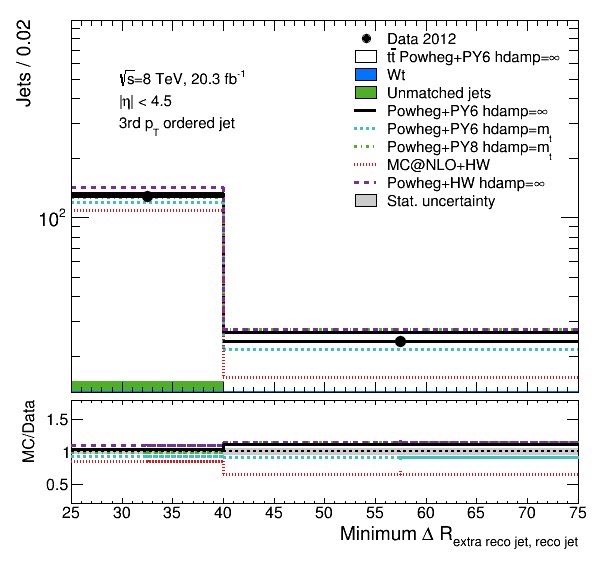 Jets / 0.02
√s=8 TeV, 20.3 fb⁻¹
|η| < 4.5
3rd p_T ordered jet
Data 2012
tt̄ Powheg+PY6 hdamp=∞
Wt
Unmatched jets
Powheg+PY6 hdamp=∞
Powheg+PY6 hdamp=m_t
Powheg+PY8 hdamp=m_t
MC@NLO+HW
Powheg+HW hdamp=∞
Stat. uncertainty
10²
MC/Data
1.5
1
0.5
25 30 35 40 45 50 55 60 65 70 75
Minimum Δ R_extra reco jet, reco jet